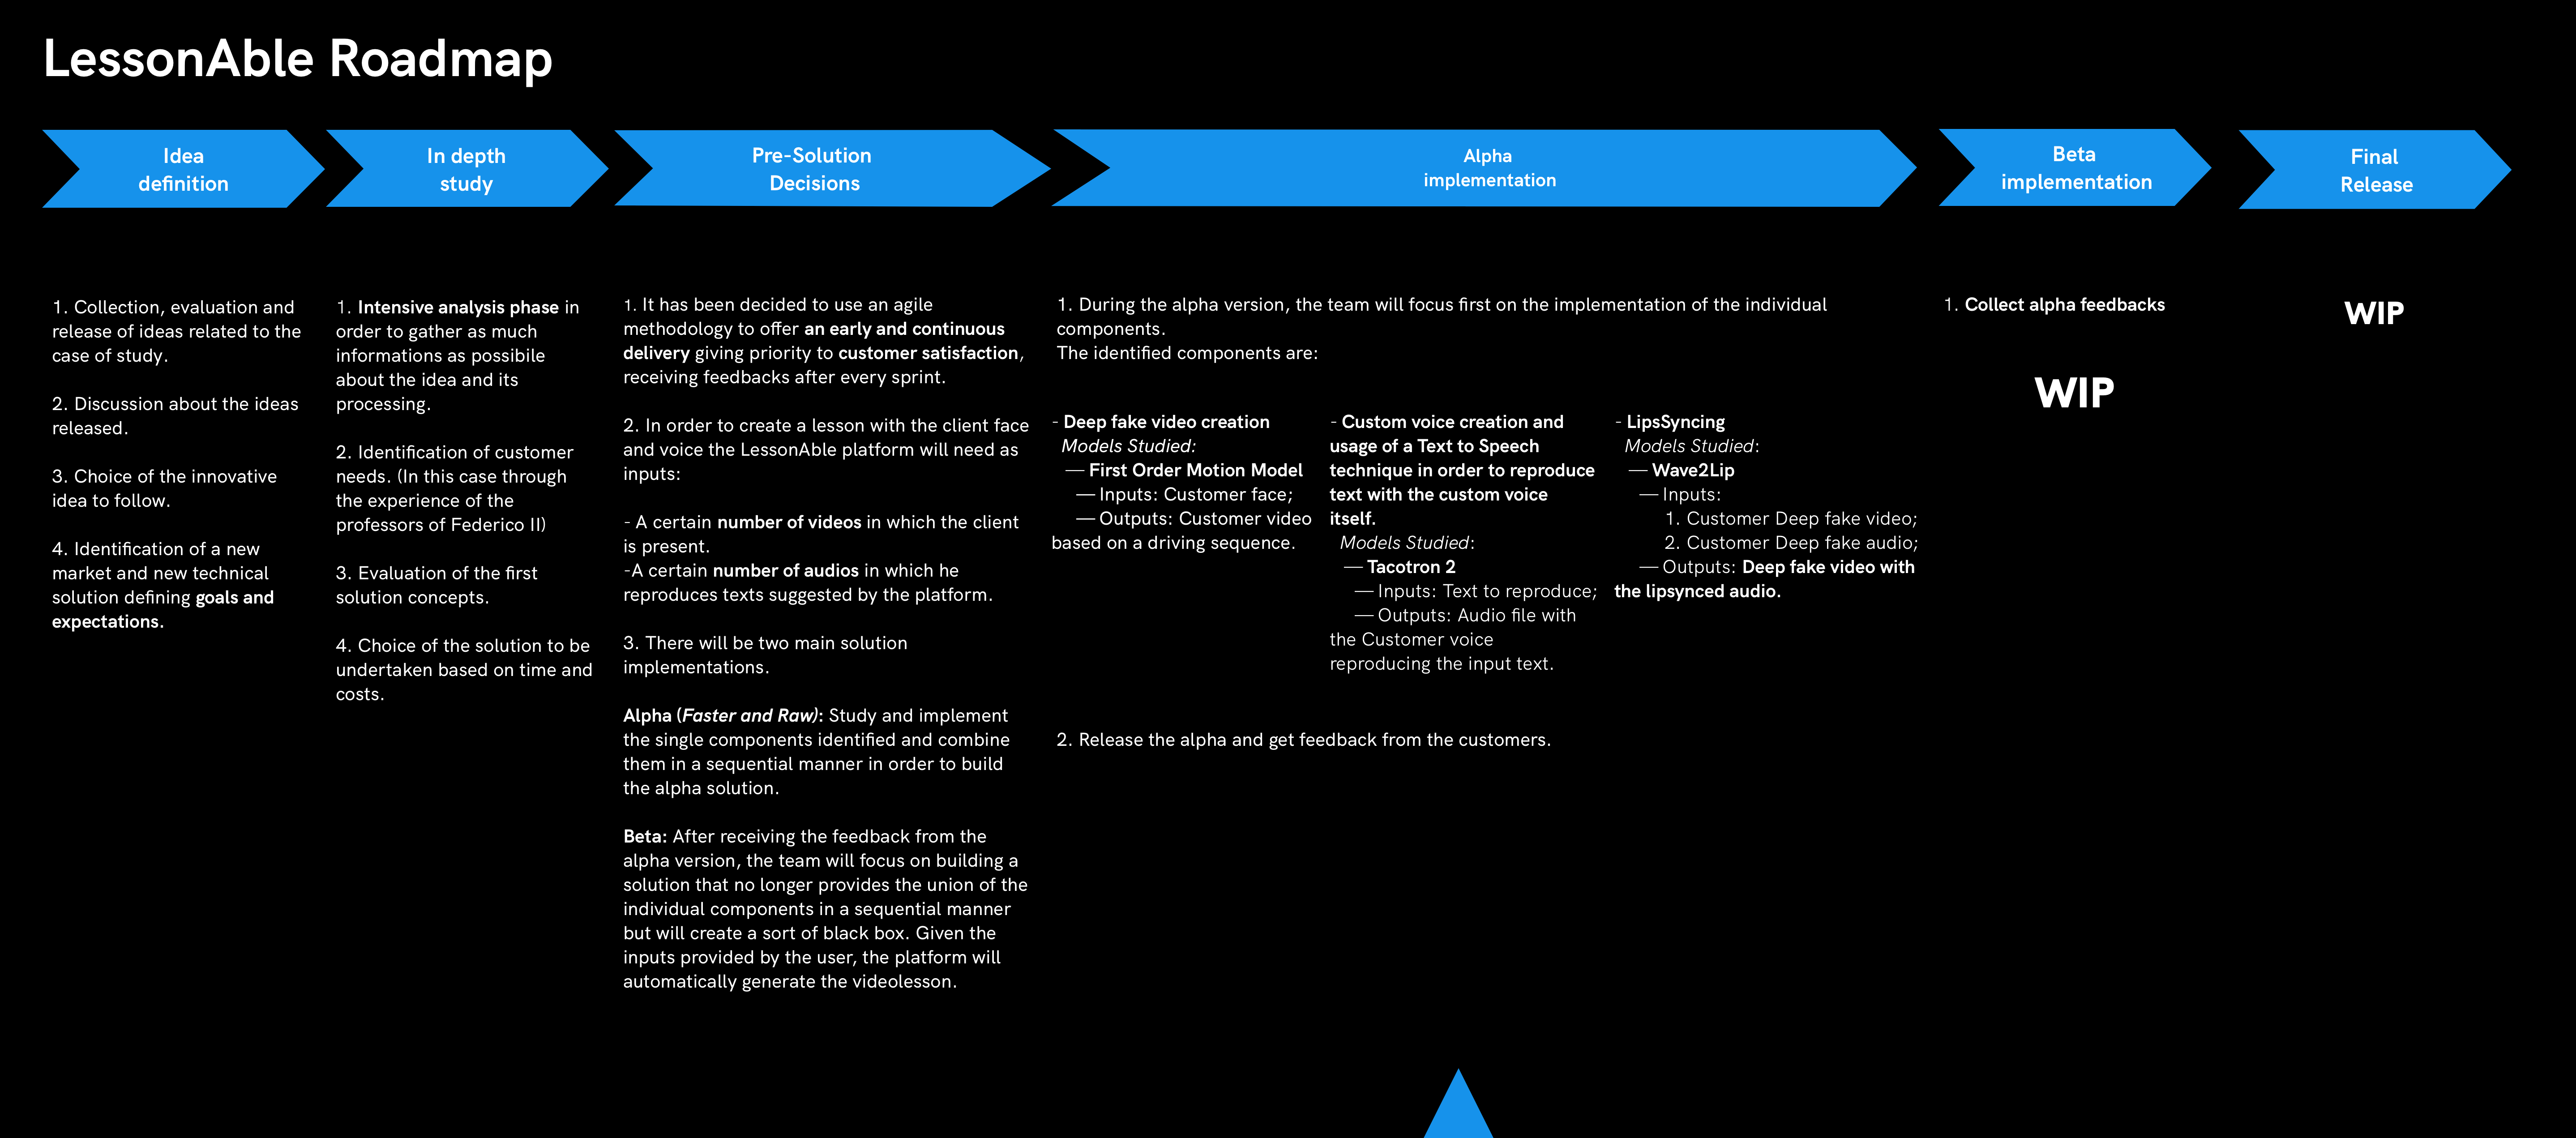 LessonAble Roadmap
Idea
definition
In depth
study
Pre-Solution
Decisions
Alpha
implementation
Beta
implementation
Final
Release
1. Collection, evaluation and
release of ideas related to the
case of study.
2. Discussion about the ideas
released.
3. Choice of the innovative
idea to follow.
4. Identification of a new
market and new technical
solution defining goals and
expectations.
1. Intensive analysis phase in
order to gather as much
informations as possibile
about the idea and its
processing.
2. Identification of customer
needs. (In this case through
the experience of the
professors of Federico II)
3. Evaluation of the first
solution concepts.
4. Choice of the solution to be
undertaken based on time and
costs.
1. It has been decided to use an agile
methodology to offer an early and continuous
delivery giving priority to customer satisfaction,
receiving feedbacks after every sprint.
2. In order to create a lesson with the client face
and voice the LessonAble platform will need as
inputs:
- A certain number of videos in which the client
is present.
-A certain number of audios in which he
reproduces texts suggested by the platform.
3. There will be two main solution
implementations.
Alpha (Faster and Raw): Study and implement
the single components identified and combine
them in a sequential manner in order to build
the alpha solution.
Beta: After receiving the feedback from the
alpha version, the team will focus on building a
solution that no longer provides the union of the
individual components in a sequential manner
but will create a sort of black box. Given the
inputs provided by the user, the platform will
automatically generate the videolesson.
1. During the alpha version, the team will focus first on the implementation of the individual
components.
The identified components are:
- Deep fake video creation
Models Studied:
— First Order Motion Model
— Inputs: Customer face;
— Outputs: Customer video
based on a driving sequence.
- Custom voice creation and
usage of a Text to Speech
technique in order to reproduce
text with the custom voice
itself.
Models Studied:
— Tacotron 2
— Inputs: Text to reproduce;
— Outputs: Audio file with
the Customer voice
reproducing the input text.
- LipsSyncing
Models Studied:
— Wave2Lip
— Inputs:
1. Customer Deep fake video;
2. Customer Deep fake audio;
— Outputs: Deep fake video with
the lipsynced audio.
2. Release the alpha and get feedback from the customers.
1. Collect alpha feedbacks
WIP
WIP